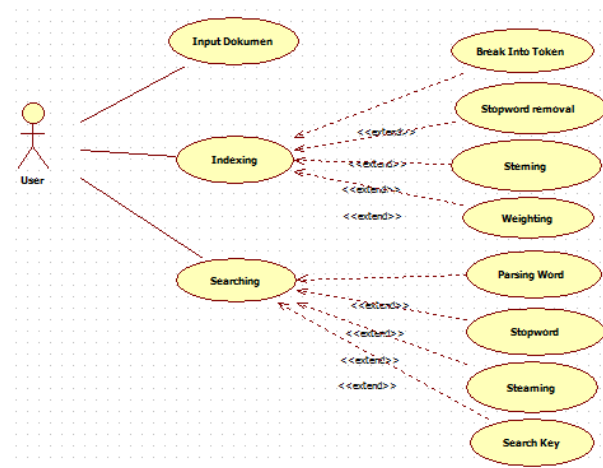 Input Dokumen
Break Into Token
Stopword removal
<<extend>>
Indexing
<<extend>>
Steming
User
<<extend>>
<<extend>>
Weighting
Searching
Parsing Word
<<extend>>
Stopword
<<extend>>
<<extend>>
Steaming
<<extend>>
Search Key